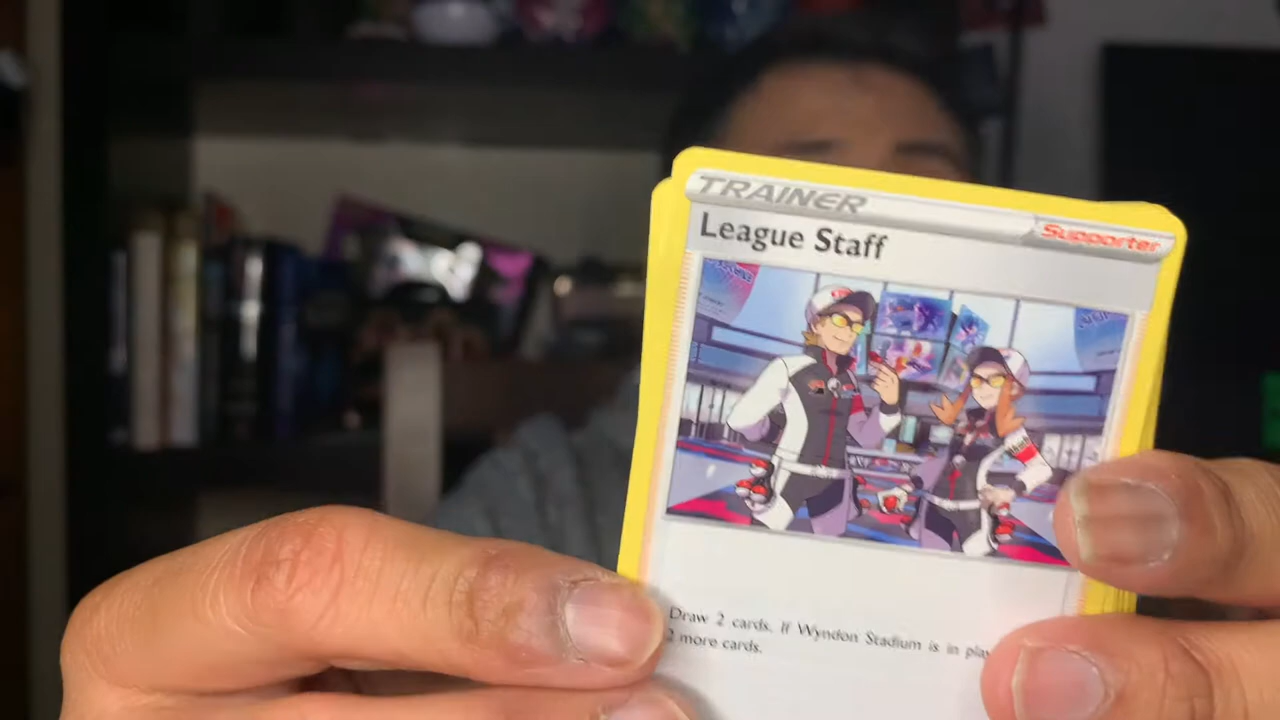 TRAINER
Supporter
League Staff
Draw 2 cards. If Wyndon Stadium is in play
2 more cards.